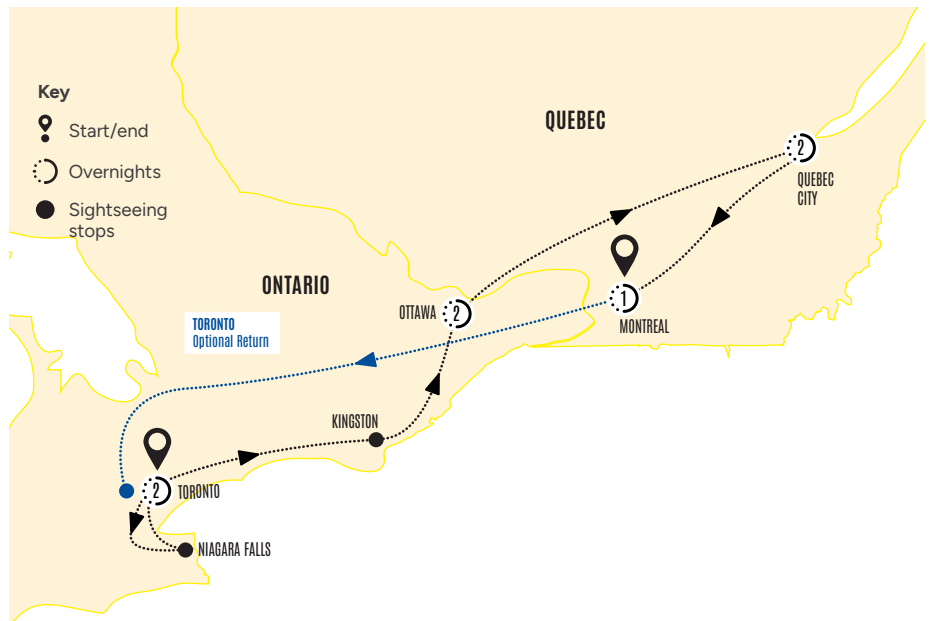 Key
Start/end
Overnights
Sightseeing
stops
QUEBEC
2
QUEBEC
CITY
ONTARIO
OTTAWA
2
1
MONTREAL
TORONTO
Optional Return
KINGSTON
2
TORONTO
NIAGARA FALLS